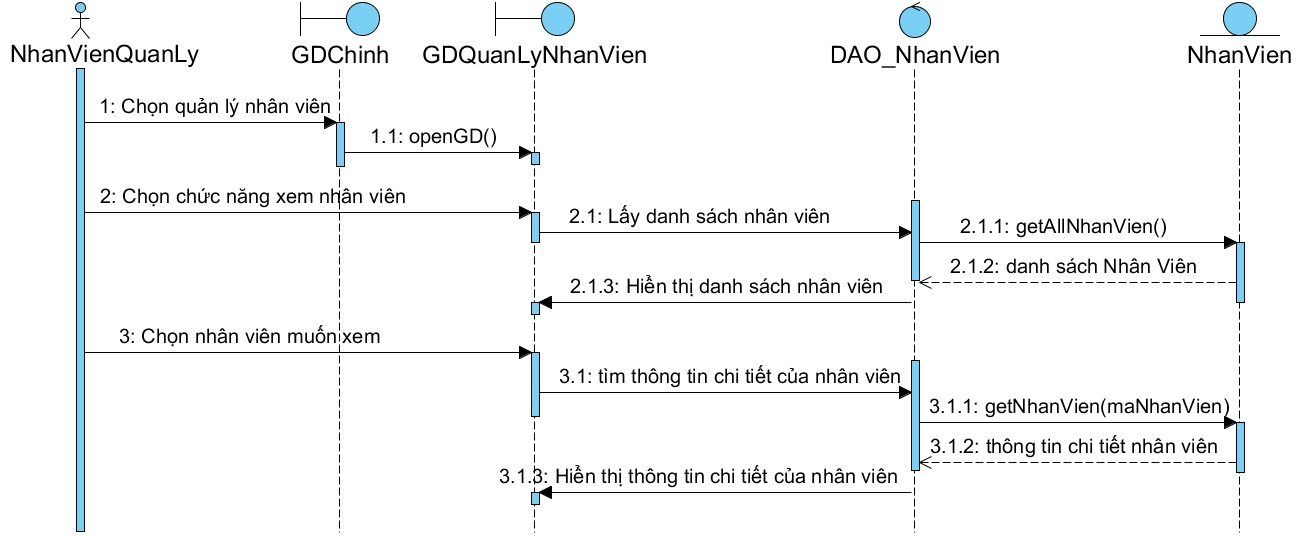 NhanVienQuanLy
GDChinh
GDQuanLyNhanVien
DAO_NhanVien
NhanVien
1: Chọn quản lý nhân viên
1.1: openGD()
2: Chọn chức năng xem nhân viên
2.1: Lấy danh sách nhân viên
2.1.1: getAllNhanVien()
2.1.2: danh sách Nhân Viên
2.1.3: Hiển thị danh sách nhân viên
3: Chọn nhân viên muốn xem
3.1: tìm thông tin chi tiết của nhân viên
3.1.1: getNhanVien(maNhanVien)
3.1.2: thông tin chi tiết nhân viên
3.1.3: Hiển thị thông tin chi tiết của nhân viên